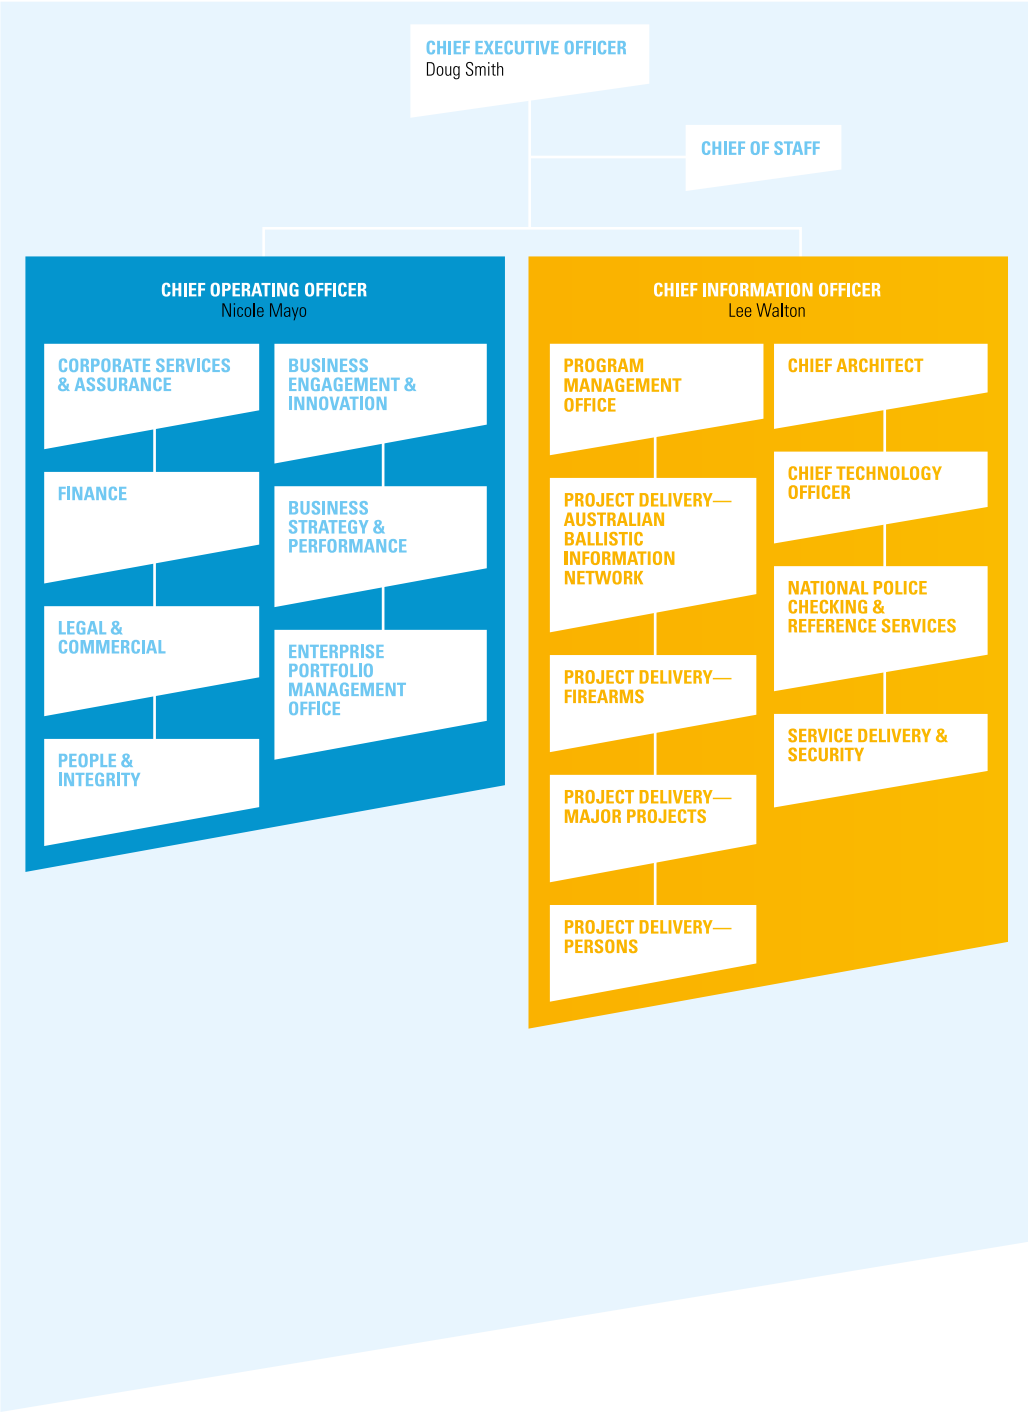 CHIEF EXECUTIVE OFFICER
Doug Smith
CHIEF OF STAFF
CHIEF OPERATING OFFICER
Nicole Mayo
CORPORATE SERVICES
& ASSURANCE
FINANCE
LEGAL &
COMMERCIAL
PEOPLE &
INTEGRITY
BUSINESS
ENGAGEMENT &
INNOVATION
BUSINESS
STRATEGY &
PERFORMANCE
ENTERPRISE
PORTFOLIO
MANAGEMENT
OFFICE
CHIEF INFORMATION OFFICER
Lee Walton
PROGRAM
MANAGEMENT
OFFICE
PROJECT DELIVERY—
AUSTRALIAN
BALLISTIC
INFORMATION
NETWORK
PROJECT DELIVERY—
FIREARMS
PROJECT DELIVERY—
MAJOR PROJECTS
PROJECT DELIVERY—
PERSONS
CHIEF ARCHITECT
CHIEF TECHNOLOGY
OFFICER
NATIONAL POLICE
CHECKING &
REFERENCE SERVICES
SERVICE DELIVERY &
SECURITY